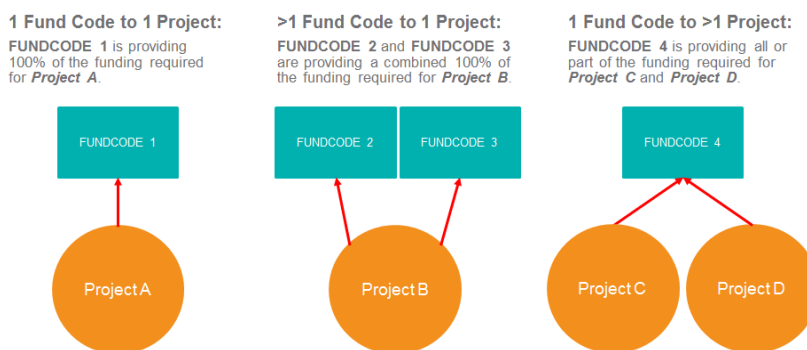 1 Fund Code to 1 Project:
FUNDCODE 1 is providing
100% of the funding required
for Project A.
FUNDCODE 1
Project A
>1 Fund Code to 1 Project:
FUNDCODE 2 and FUNDCODE 3
are providing a combined 100% of
the funding required for Project B.
FUNDCODE 2
FUNDCODE 3
Project B
1 Fund Code to >1 Project:
FUNDCODE 4 is providing all or
part of the funding required for
Project C and Project D.
FUNDCODE 4
Project C
Project D